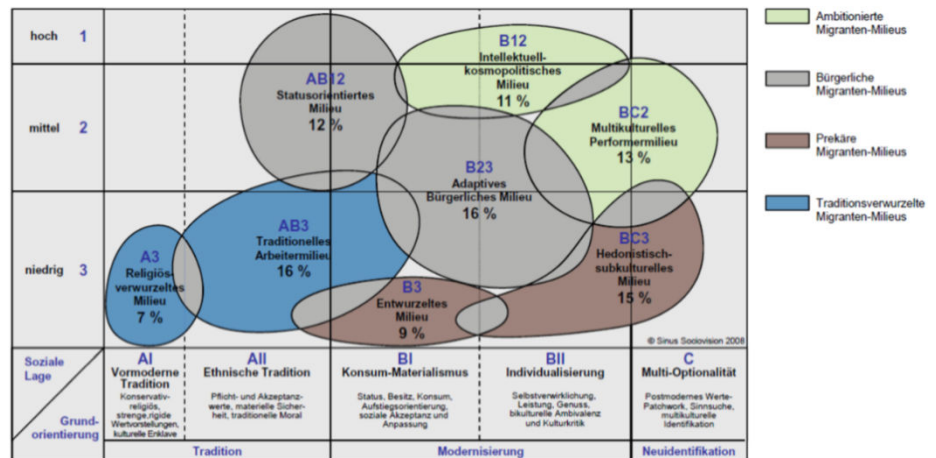 hoch 1
mittel 2
niedrig 3
AB12
Statusorientiertes
Milieu
12 %
B12
Intellektuell-
kosmopolitisches
Milieu
11 %
BC2
Multikulturelles
Performermilieu
13 %
B23
Adaptives
Bürgerliches Milieu
16 %
AB3
Traditionelles
Arbeitermilieu
16 %
A3
Religiös-
verwurzeltes
Milieu
7 %
B3
Entwurzeltes
Milieu
9 %
BC3
Hedonistisch-
subkulturelles
Milieu
15 %
© Sinus Sociovision 2008
Ambitionierte
Migranten-Milieus
Bürgerliche
Migranten-Milieus
Prekäre
Migranten-Milieus
Traditionsverwurzelte
Migranten-Milieus
Soziale
Lage
Grund-
orientierung
AI
Vormoderne
Tradition
Konservativ-
religiös,
strenge,rigide
Wertvorstellungen,
kulturelle Enklave
AII
Ethnische Tradition
Pflicht- und Akzeptanz-
werte, materielle Sicher-
heit, traditionelle Moral
BI
Konsum-Materialismus
Status, Besitz, Konsum,
Aufstiegsorientierung,
soziale Akzeptanz und
Anpassung
BII
Individualisierung
Selbstverwirklichung,
Leistung, Genuss,
bikulturelle Ambivalenz
und Kulturkritik
C
Multi-Optionalität
Postmodernes Werte-
Patchwork, Sinnsuche,
multikulturelle
Identifikation
Tradition
Modernisierung
Neuidentifikation